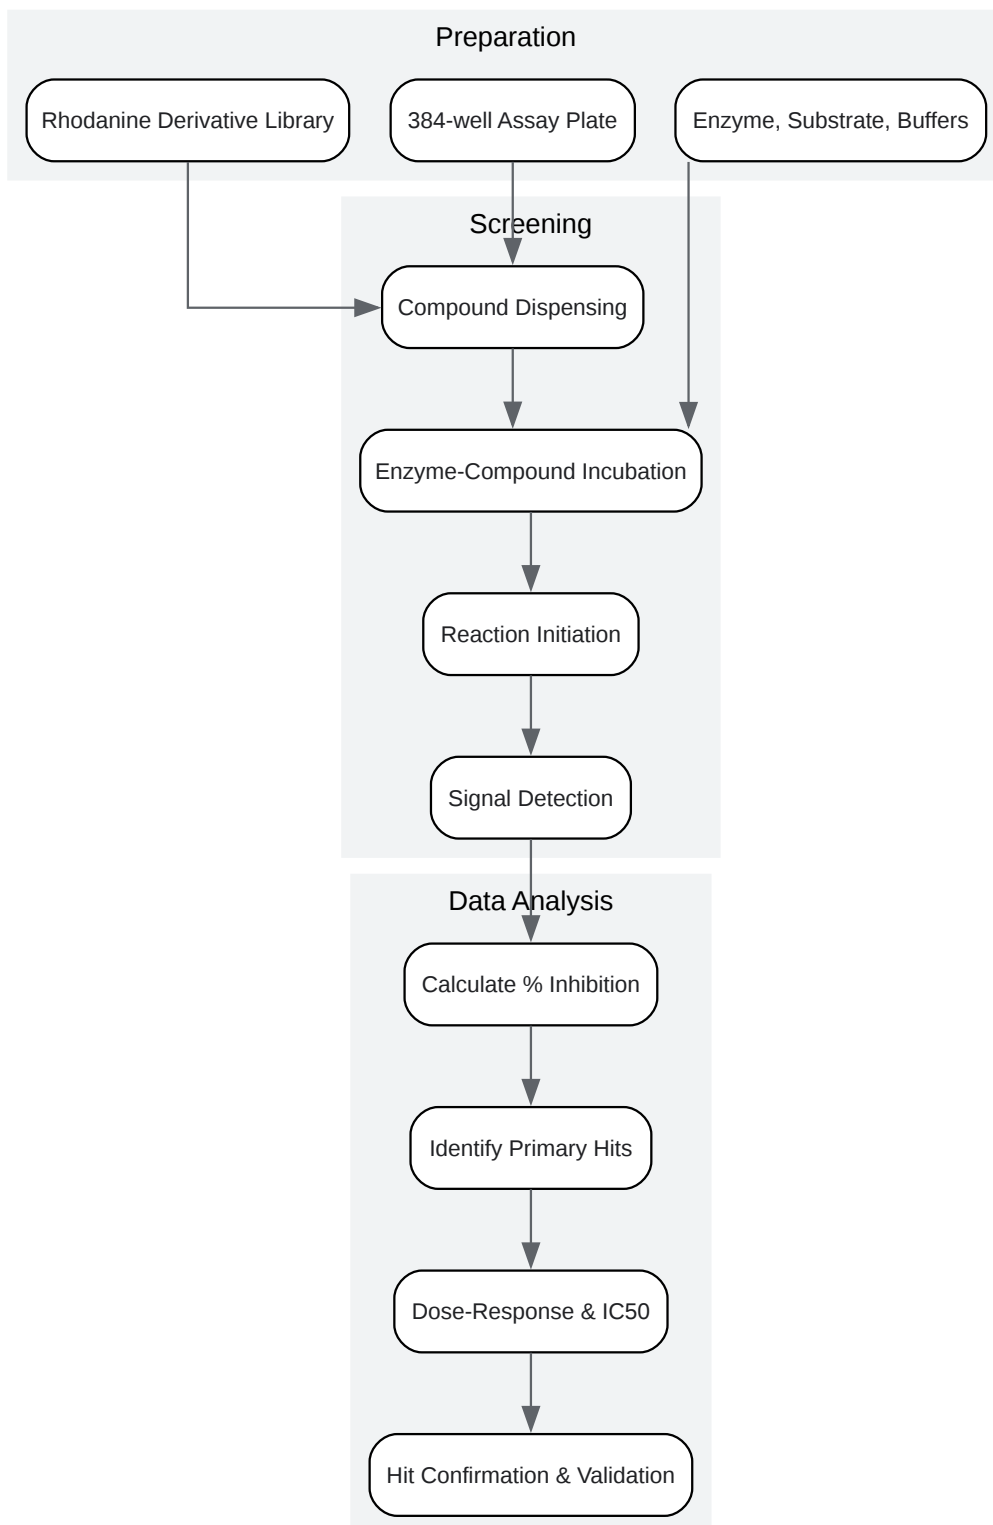 Preparation
Rhodanine Derivative Library
384-well Assay Plate
Enzyme, Substrate, Buffers
Screening
Compound Dispensing
Enzyme-Compound Incubation
Reaction Initiation
Signal Detection
Data Analysis
Calculate % Inhibition
Identify Primary Hits
Dose-Response & IC50
Hit Confirmation & Validation